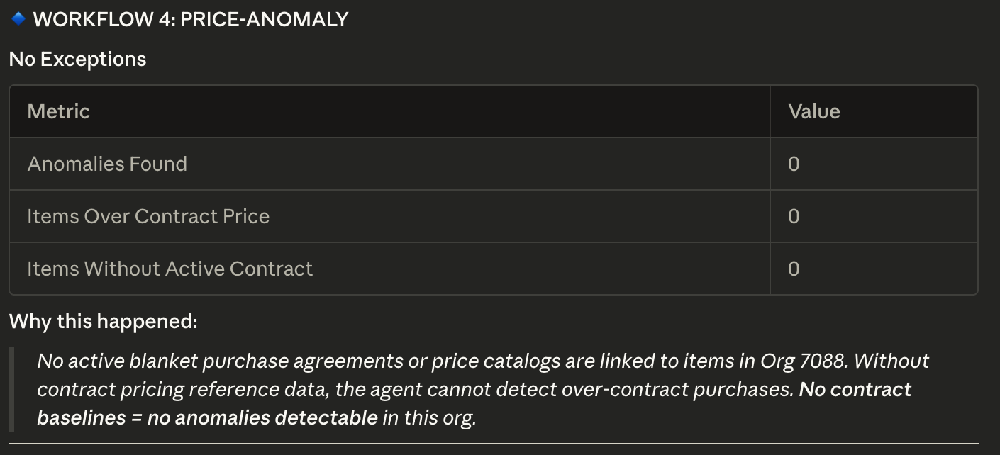 🔹 WORKFLOW 4: PRICE-ANOMALY
No Exceptions
Metric Value
Anomalies Found 0
Items Over Contract Price 0
Items Without Active Contract 0
Why this happened:
No active blanket purchase agreements or price catalogs are linked to items in Org 7088. Without
contract pricing reference data, the agent cannot detect over-contract purchases. No contract
baselines = no anomalies detectable in this org.